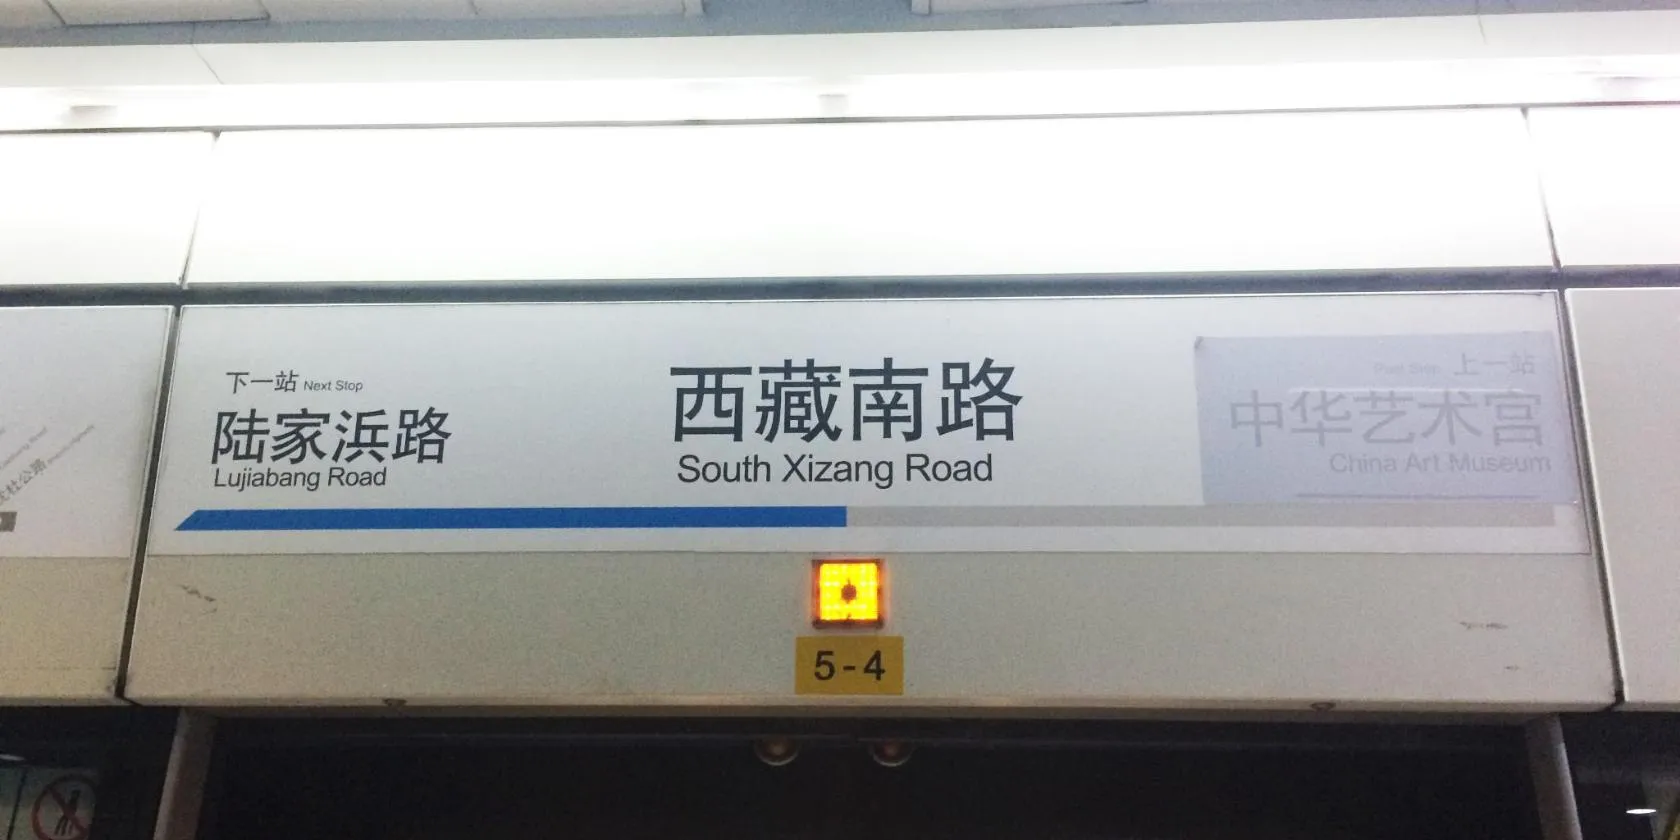 下一站 Next Stop
陆家浜路
Lujiabang Road
西藏南路
South Xizang Road
上一站
中华艺术宫
China Art Museum
5-4